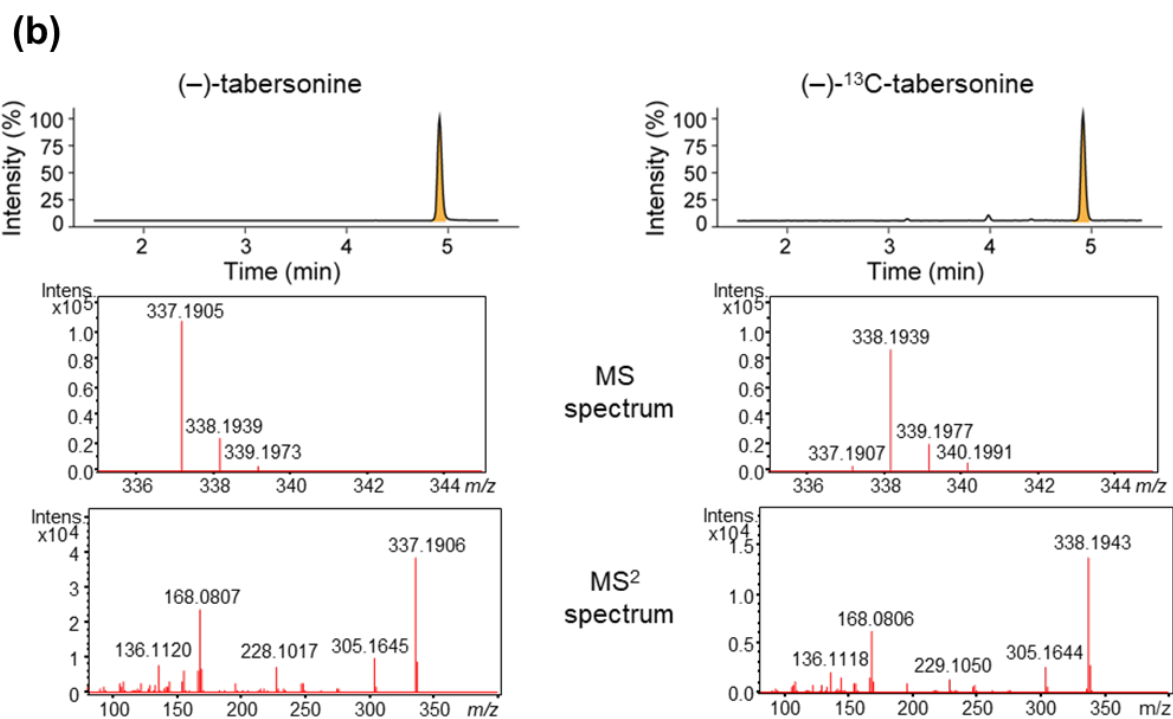 (b)
(–)-tabersonine
Intensity (%)
100
75
50
25
0
2 3 4 5
Time (min)
(–)-¹³C-tabersonine
Intensity (%)
100
75
50
25
0
2 3 4 5
Time (min)
Intens.
x10⁵
1.0
0.8
0.6
0.4
0.2
0.0
337.1905
338.1939
339.1973
336 338 340 342 344 m/z
MS
spectrum
Intens.
x10⁵
1.0
0.8
0.6
0.4
0.2
0.0
338.1939
339.1977
337.1907
340.1991
336 338 340 342 344 m/z
Intens.
x10⁴
4
3
2
1
0
337.1906
168.0807
136.1120
228.1017
305.1645
100 150 200 250 300 350 m/z
MS²
spectrum
Intens.
x10⁴
1.5
1.0
0.5
0.0
338.1943
168.0806
136.1118
229.1050
305.1644
100 150 200 250 300 350 m/z